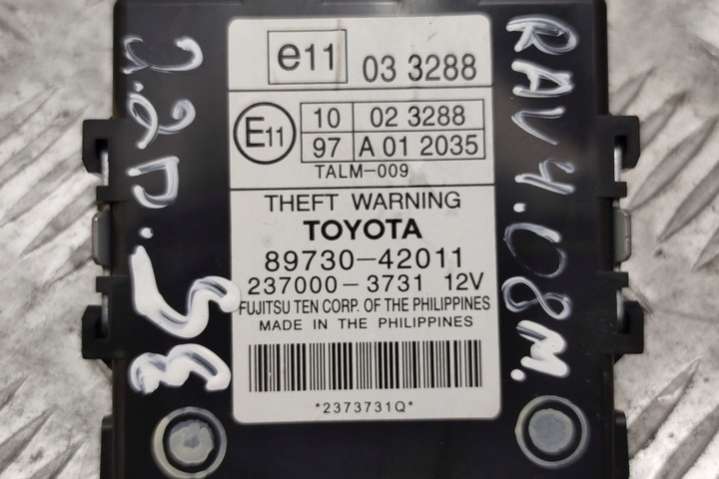 e11 03 3288
E11 10 02 3288
97 A 01 2035
TALM-009
THEFT WARNING
TOYOTA
89730-42011
237000-3731 12V
FUJITSU TEN CORP. OF THE PHILIPPINES
MADE IN THE PHILIPPINES
*2373731Q*
2.2D.
RAV4.08M.